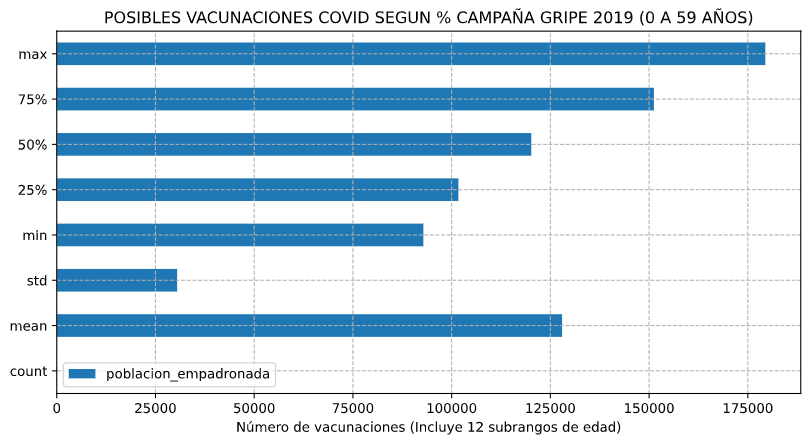 POSIBLES VACUNACIONES COVID SEGUN % CAMPAÑA GRIPE 2019 (0 A 59 AÑOS)
max
75%
50%
25%
min
std
mean
count
poblacion_empadronada
0 25000 50000 75000 100000 125000 150000 175000
Número de vacunaciones (Incluye 12 subrangos de edad)